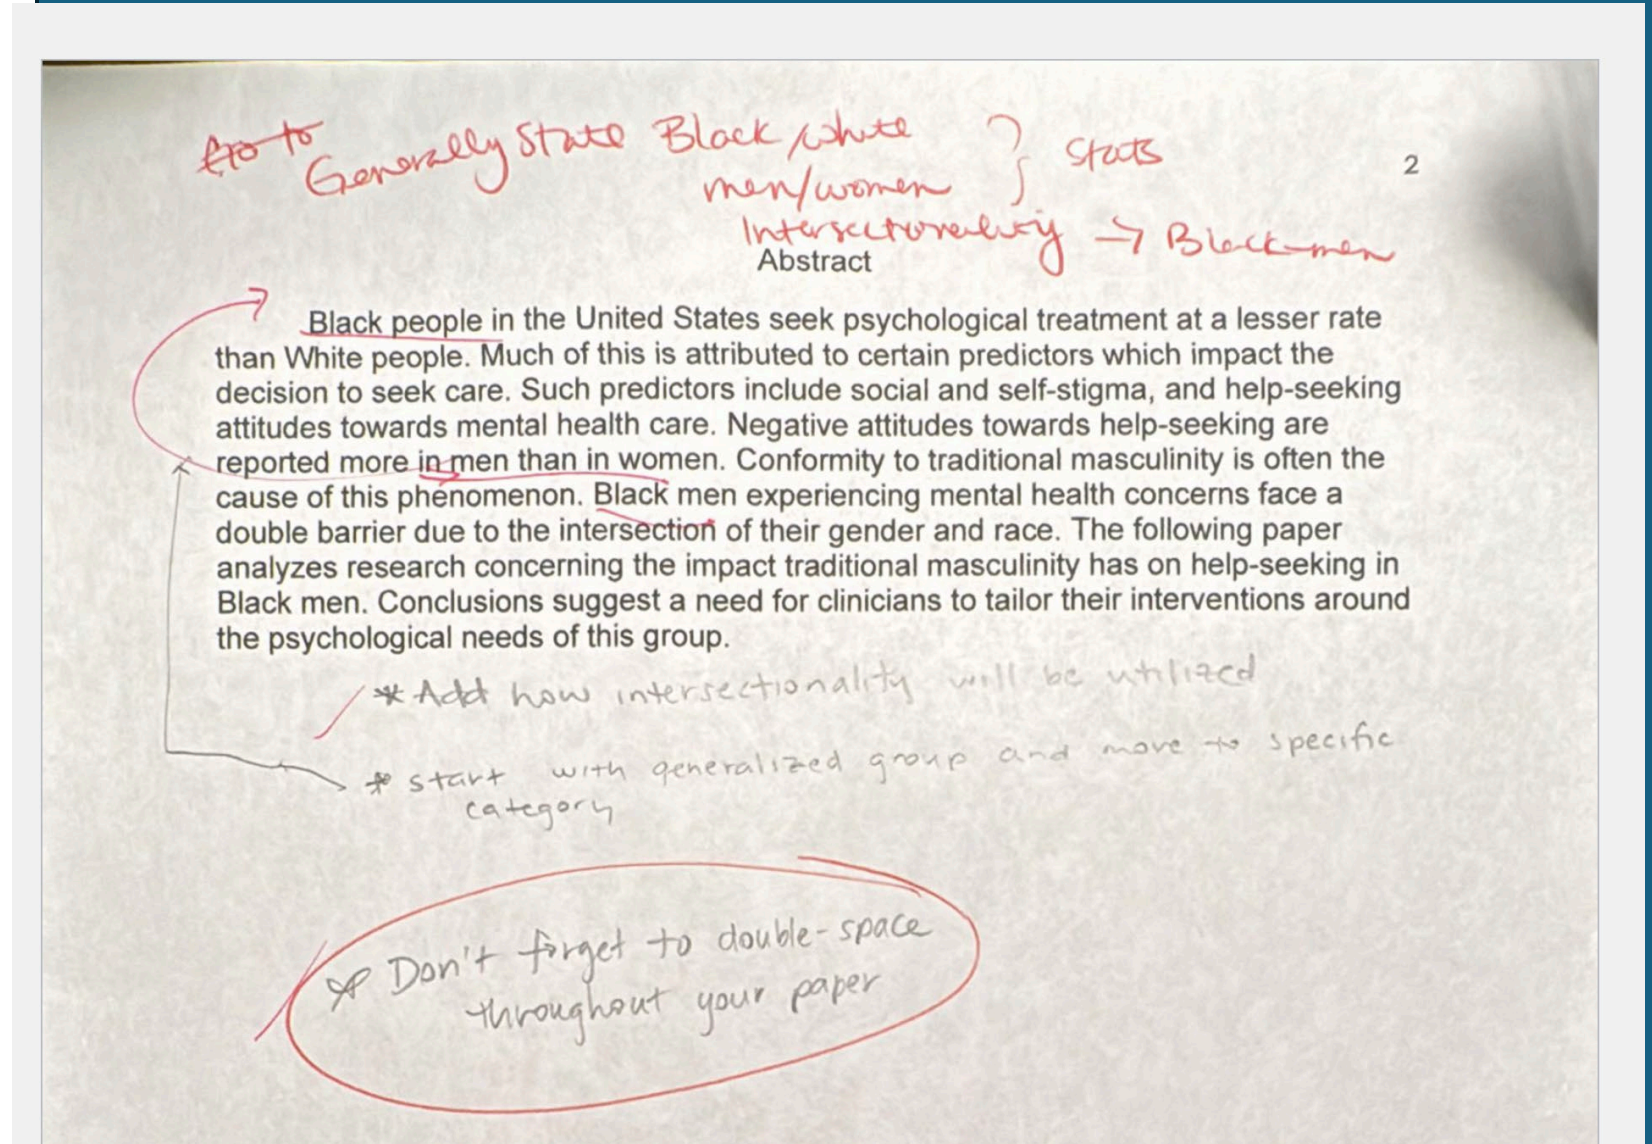 Go to
Generally State Black/white
men/women } Stats
2
Intersectionality → Black men
Abstract
Black people in the United States seek psychological treatment at a lesser rate
than White people. Much of this is attributed to certain predictors which impact the
decision to seek care. Such predictors include social and self-stigma, and help-seeking
attitudes towards mental health care. Negative attitudes towards help-seeking are
reported more in men than in women. Conformity to traditional masculinity is often the
cause of this phenomenon. Black men experiencing mental health concerns face a
double barrier due to the intersection of their gender and race. The following paper
analyzes research concerning the impact traditional masculinity has on help-seeking in
Black men. Conclusions suggest a need for clinicians to tailor their interventions around
the psychological needs of this group.
* Add how intersectionality will be utilized
* start with generalized group and move to specific
category
* Don't forget to double-space
throughout your paper